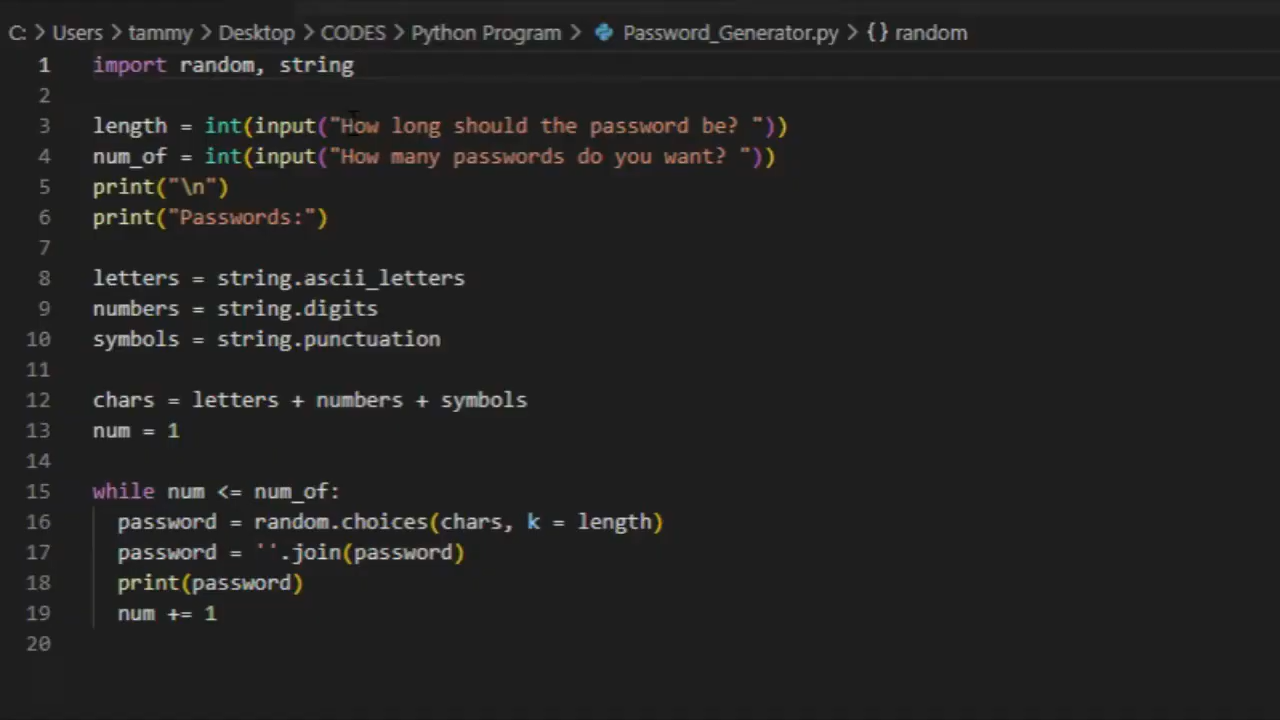 C: > Users > tammy > Desktop > CODES > Python Program > Password_Generator.py > {} random
1 import random, string
2
3 length = int(input("How long should the password be? "))
4 num_of = int(input("How many passwords do you want? "))
5 print("\n")
6 print("Passwords:")
7
8 letters = string.ascii_letters
9 numbers = string.digits
10 symbols = string.punctuation
11
12 chars = letters + numbers + symbols
13 num = 1
14
15 while num <= num_of:
16   password = random.choices(chars, k = length)
17   password = ''.join(password)
18   print(password)
19   num += 1
20